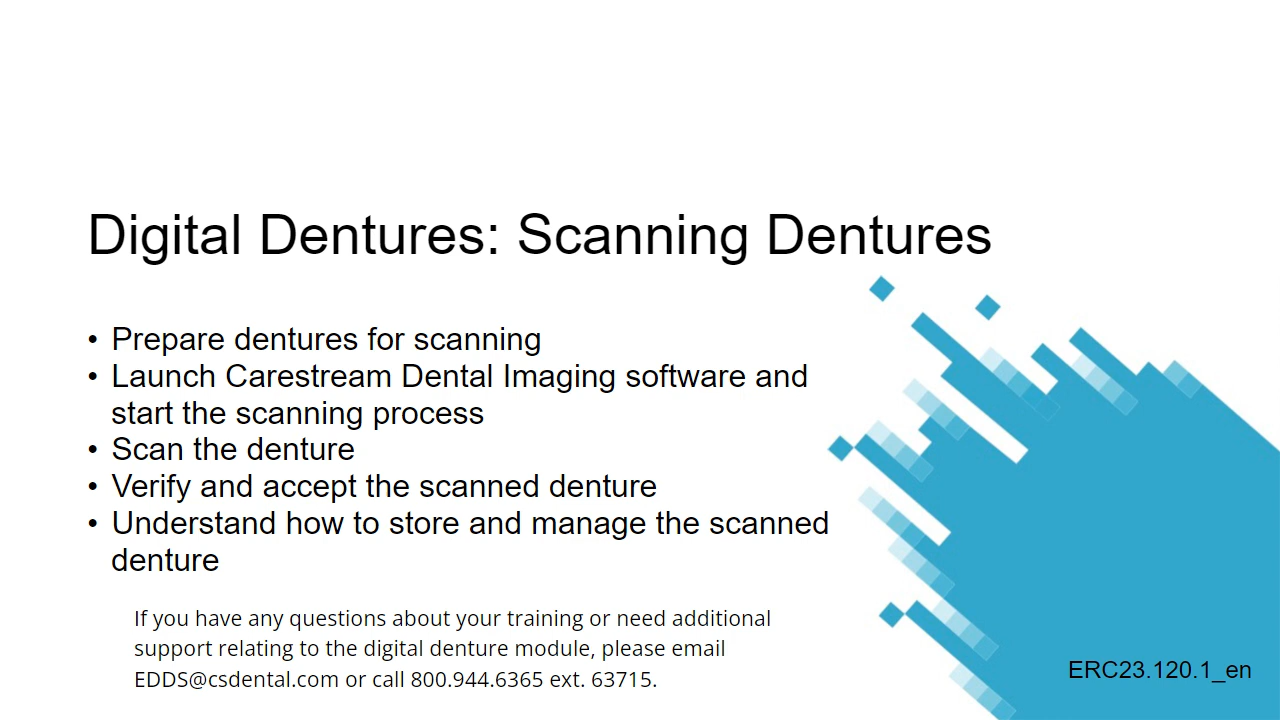 Digital Dentures: Scanning Dentures
• Prepare dentures for scanning
• Launch Carestream Dental Imaging software and
start the scanning process
• Scan the denture
• Verify and accept the scanned denture
• Understand how to store and manage the scanned
denture
If you have any questions about your training or need additional
support relating to the digital denture module, please email
EDDS@csdental.com or call 800.944.6365 ext. 63715.
ERC23.120.1_en